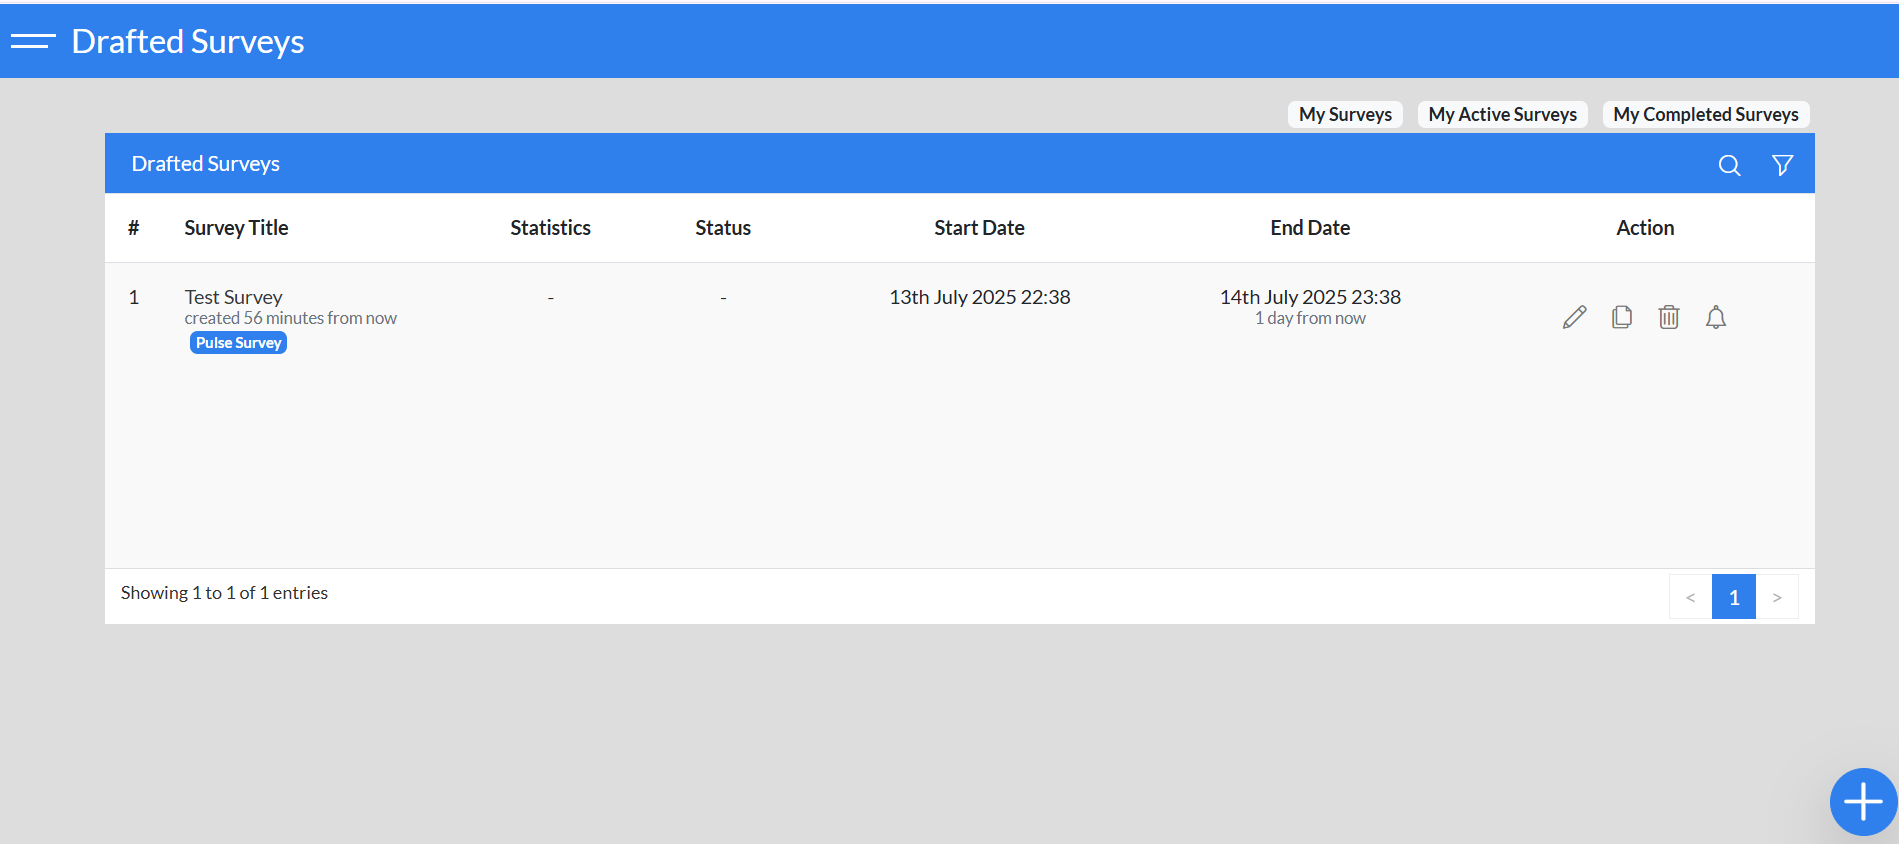 Drafted Surveys
My Surveys My Active Surveys My Completed Surveys
Drafted Surveys
# Survey Title Statistics Status Start Date End Date Action
1 Test Survey - - 13th July 2025 22:38 14th July 2025 23:38
created 56 minutes from now 1 day from now
Pulse Survey
Showing 1 to 1 of 1 entries
< 1 >